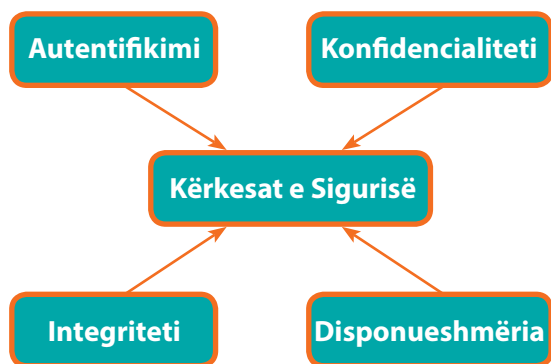 Autentifikimi
Konfidencialiteti
Kërkesat e Sigurisë
Integriteti
Disponueshmëria